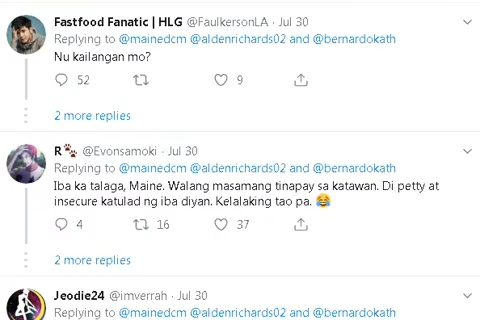 Fastfood Fanatic | HLG @FaulkersonLA · Jul 30
Replying to @mainedcm @aldenrichards02 and @bernardokath
Nu kailangan mo?
52 9
2 more replies
R🐾 @Evonsamoki · Jul 30
Replying to @mainedcm @aldenrichards02 and @bernardokath
Iba ka talaga, Maine. Walang masamang tinapay sa katawan. Di petty at
insecure katulad ng iba diyan. Kelalaking tao pa. 😂
4 16 37
2 more replies
Jeodie24 @imverrah · Jul 30
Replying to @mainedcm @aldenrichards02 and @bernardokath